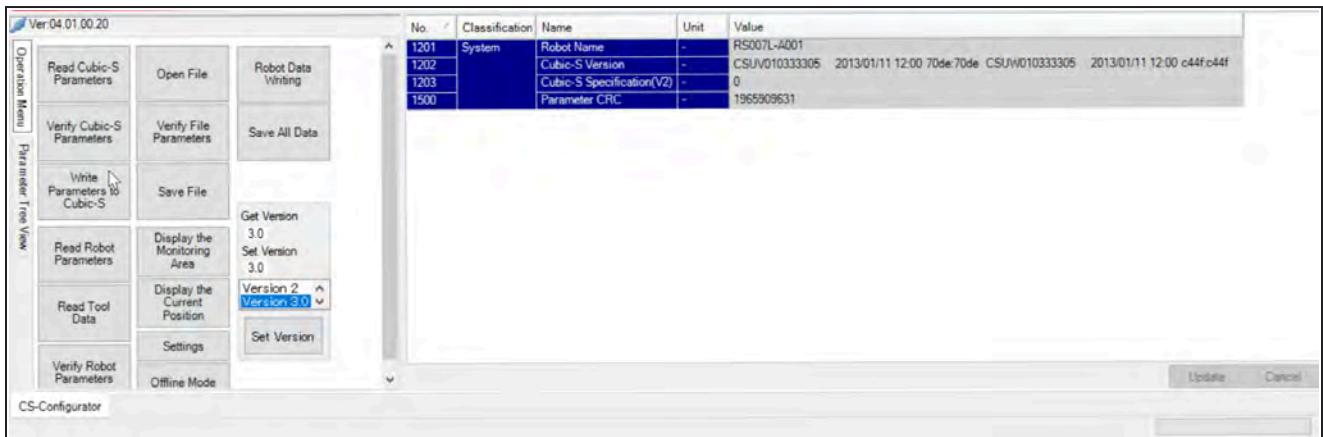 Ver:04.01.00.20
Operation Menu
Parameter Tree View
Read Cubic-S
Parameters
Open File
Robot Data
Writing
Verify Cubic-S
Parameters
Verify File
Parameters
Save All Data
Write
Parameters to
Cubic-S
Save File
Get Version
3.0
Set Version
3.0
Read Robot
Parameters
Display the
Monitoring
Area
Version 2
Version 3.0
Read Tool
Data
Display the
Current
Position
Set Version
Settings
Verify Robot
Parameters
Offline Mode
No. Classification Name Unit Value
1201 System Robot Name - RS007L-A001
1202 Cubic-S Version - CSUV010333305 2013/01/11 12:00 70de:70de CSUW010333305 2013/01/11 12:00 c44f:c44f
1203 Cubic-S Specification(V2) - 0
1500 Parameter CRC - 1965909631
Update Cancel
CS-Configurator